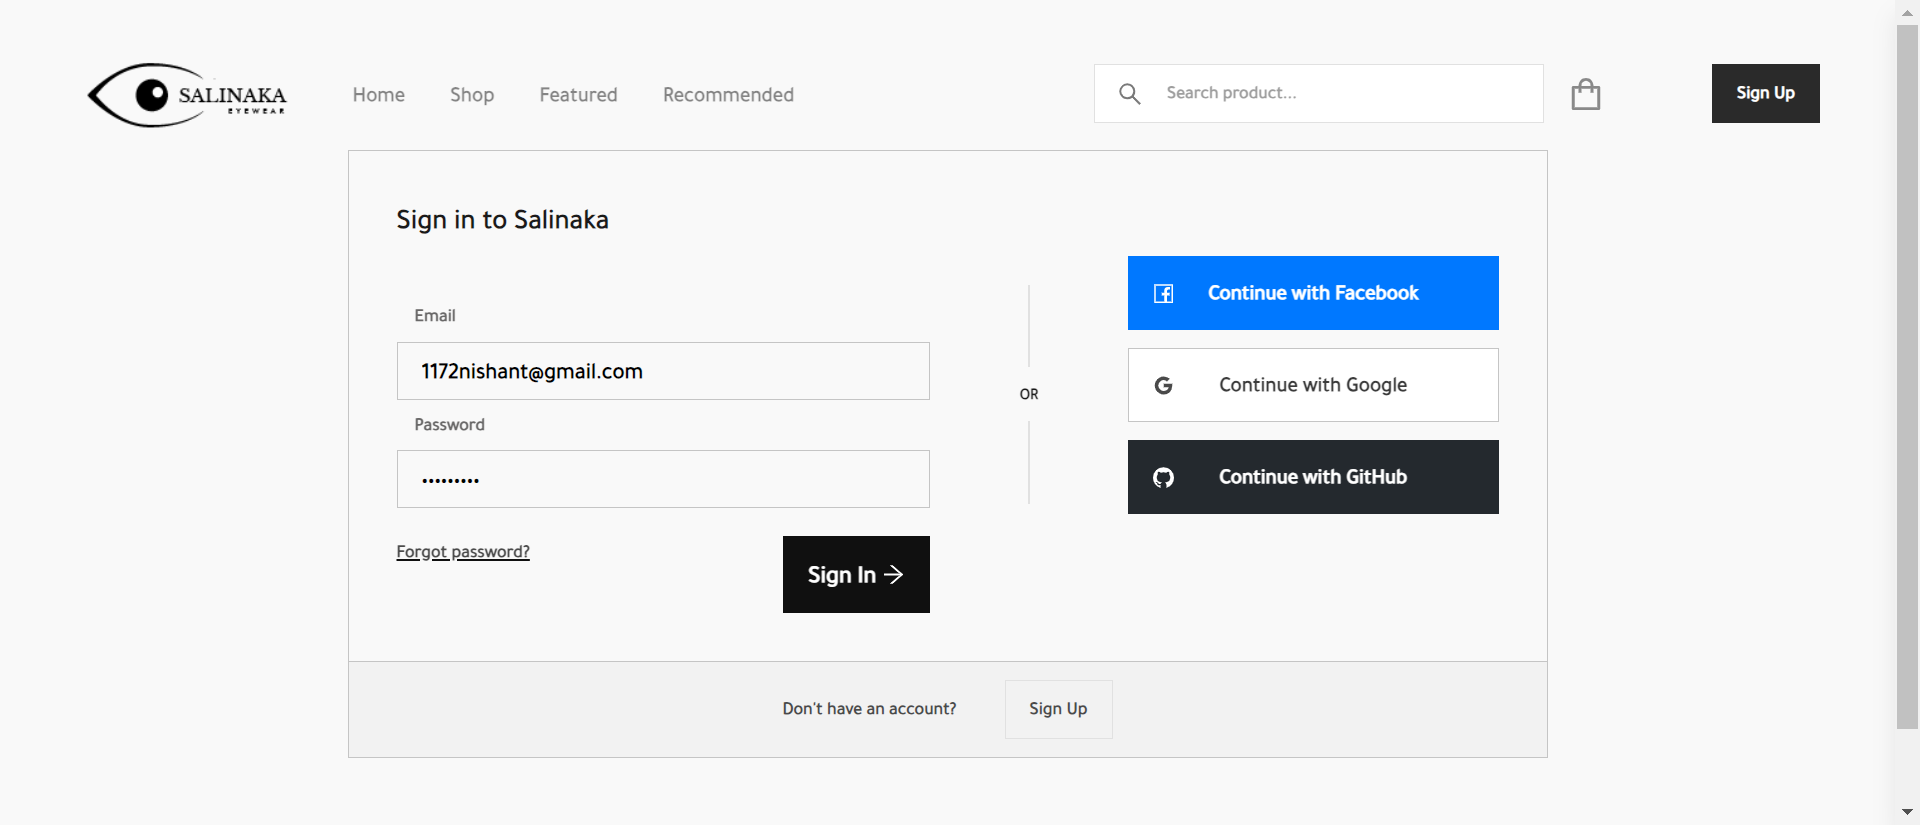 SALINAKA
EYEWEAR
Home
Shop
Featured
Recommended
Search product...
Sign Up
Sign in to Salinaka
Email
1172nishant@gmail.com
Password
•••••••••
Forgot password?
Sign In
OR
Continue with Facebook
Continue with Google
Continue with GitHub
Don't have an account?
Sign Up